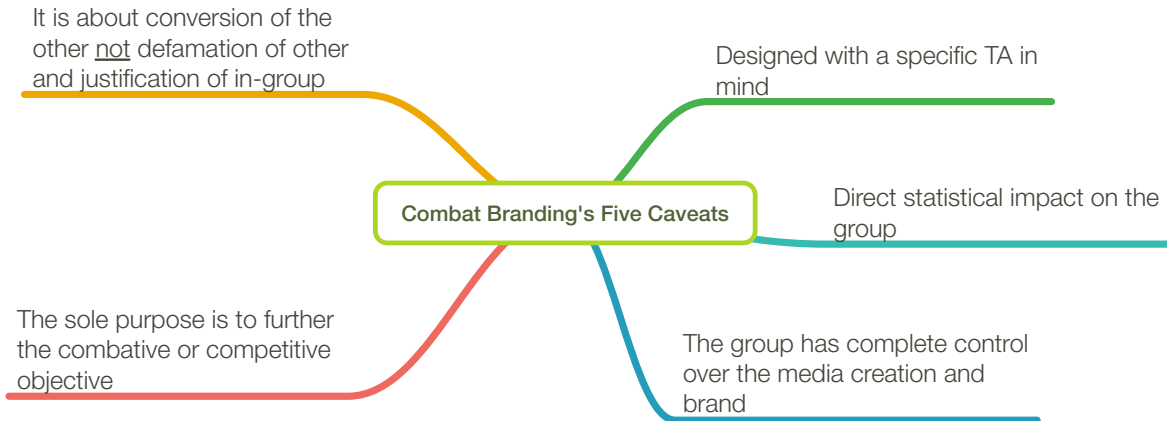 It is about conversion of the
other not defamation of other
and justification of in-group
Designed with a specific TA in
mind
Combat Branding's Five Caveats
Direct statistical impact on the
group
The sole purpose is to further
the combative or competitive
objective
The group has complete control
over the media creation and
brand